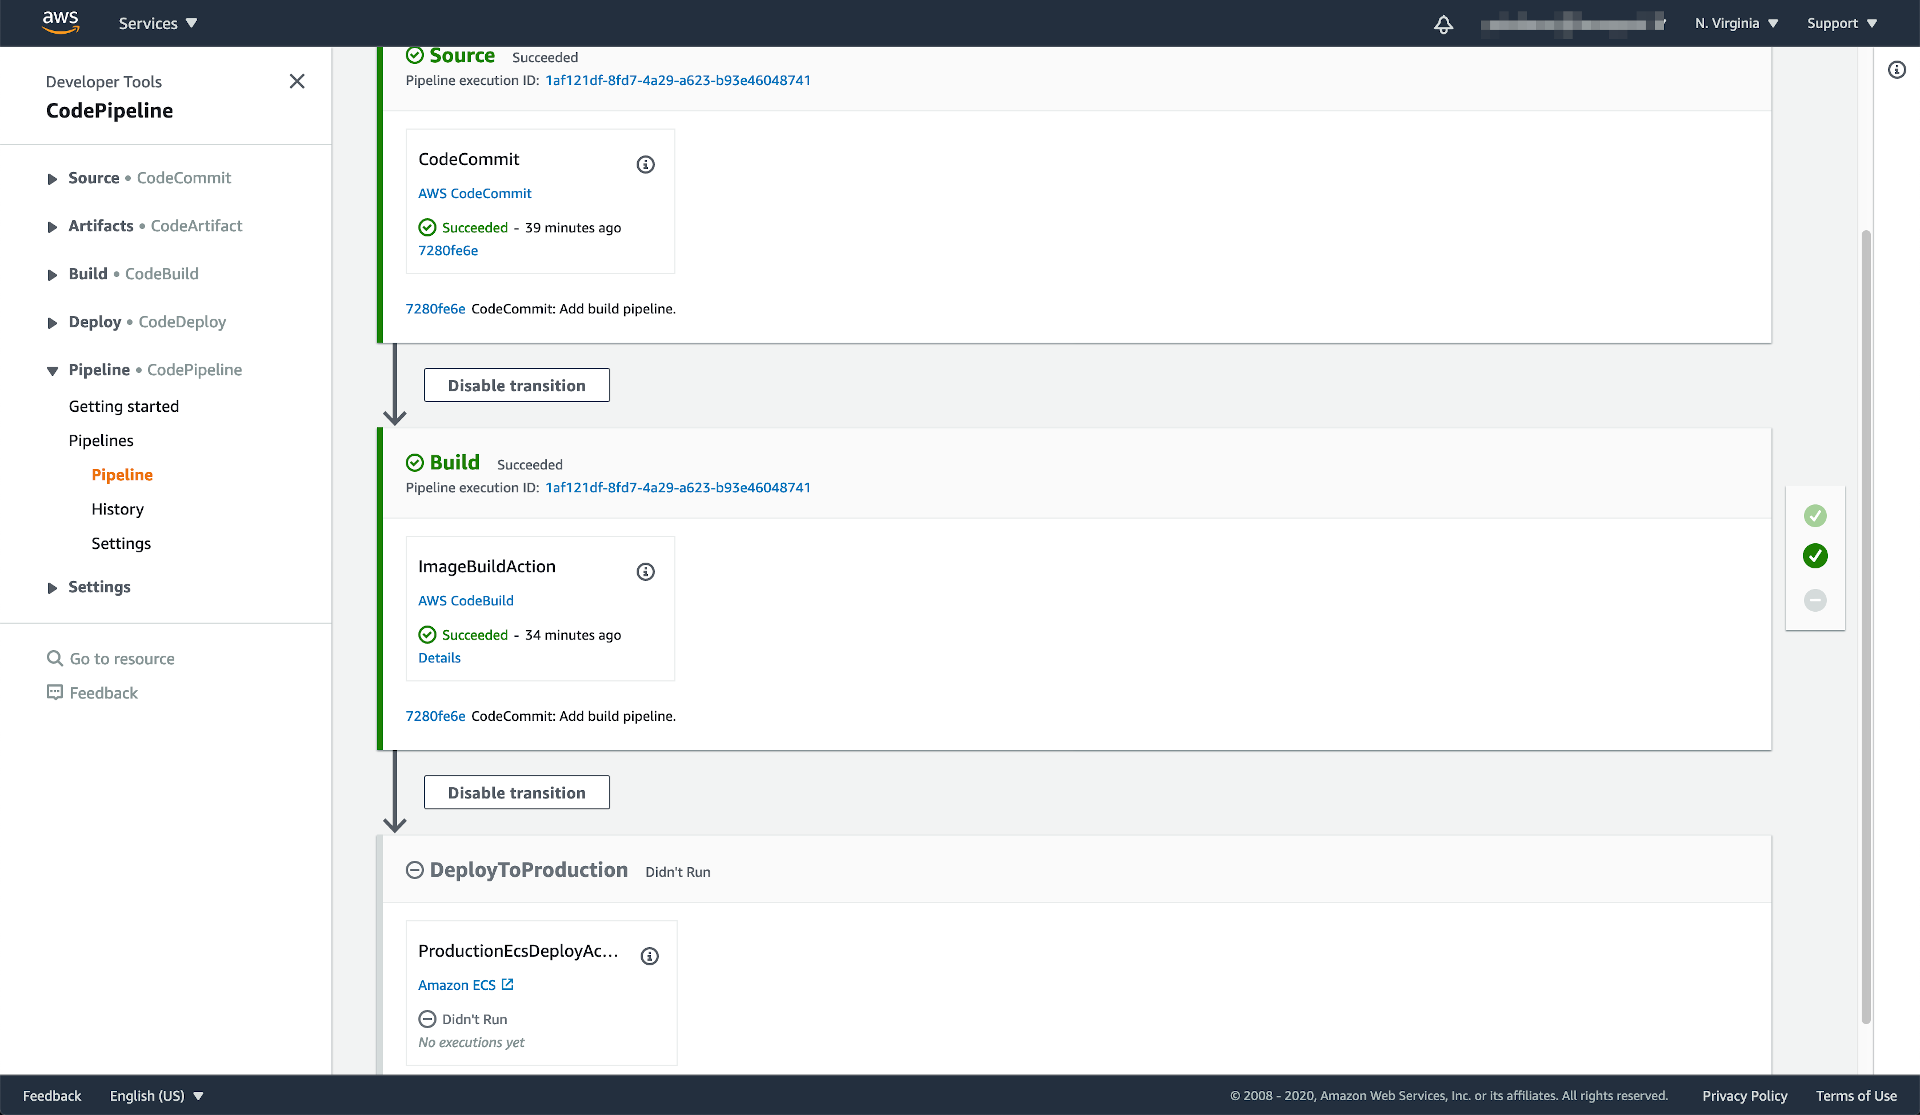 aws
Services
N. Virginia
Support
Developer Tools
CodePipeline
Source • CodeCommit
Artifacts • CodeArtifact
Build • CodeBuild
Deploy • CodeDeploy
Pipeline • CodePipeline
Getting started
Pipelines
Pipeline
History
Settings
Settings
Go to resource
Feedback
Source Succeeded
Pipeline execution ID: 1af121df-8fd7-4a29-a623-b93e46048741
CodeCommit
AWS CodeCommit
Succeeded - 39 minutes ago
7280fe6e
7280fe6e CodeCommit: Add build pipeline.
Disable transition
Build Succeeded
Pipeline execution ID: 1af121df-8fd7-4a29-a623-b93e46048741
ImageBuildAction
AWS CodeBuild
Succeeded - 34 minutes ago
Details
7280fe6e CodeCommit: Add build pipeline.
Disable transition
DeployToProduction Didn't Run
ProductionEcsDeployAc...
Amazon ECS
Didn't Run
No executions yet
Feedback
English (US)
© 2008 - 2020, Amazon Web Services, Inc. or its affiliates. All rights reserved.
Privacy Policy
Terms of Use